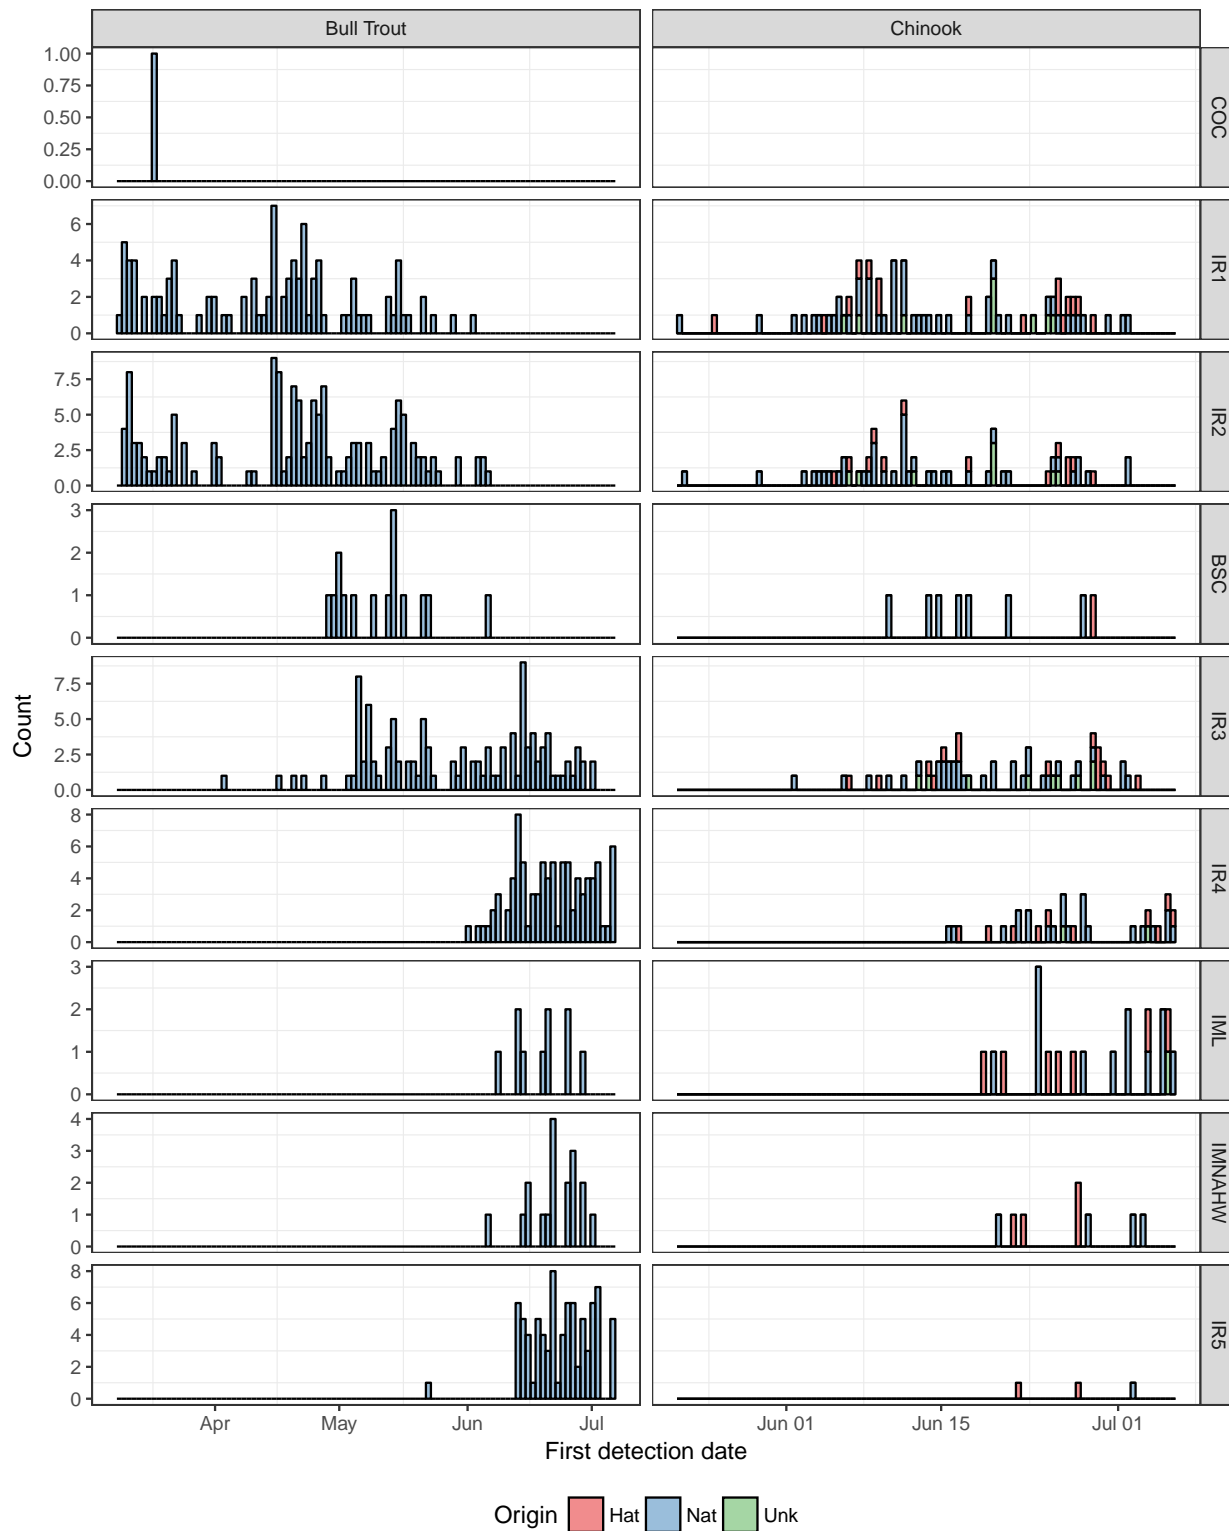 Bull Trout
Chinook
1.00
0.75
0.50
0.25
0.00
COC
6
4
2
0
IR1
7.5
5.0
2.5
0.0
IR2
3
2
1
0
BSC
7.5
5.0
2.5
0.0
IR3
8
6
4
2
0
IR4
3
2
1
0
IML
4
3
2
1
0
IMNAHW
8
6
4
2
0
IR5
Count
Apr May Jun Jul
Jun 01 Jun 15 Jul 01
First detection date
Origin Hat Nat Unk